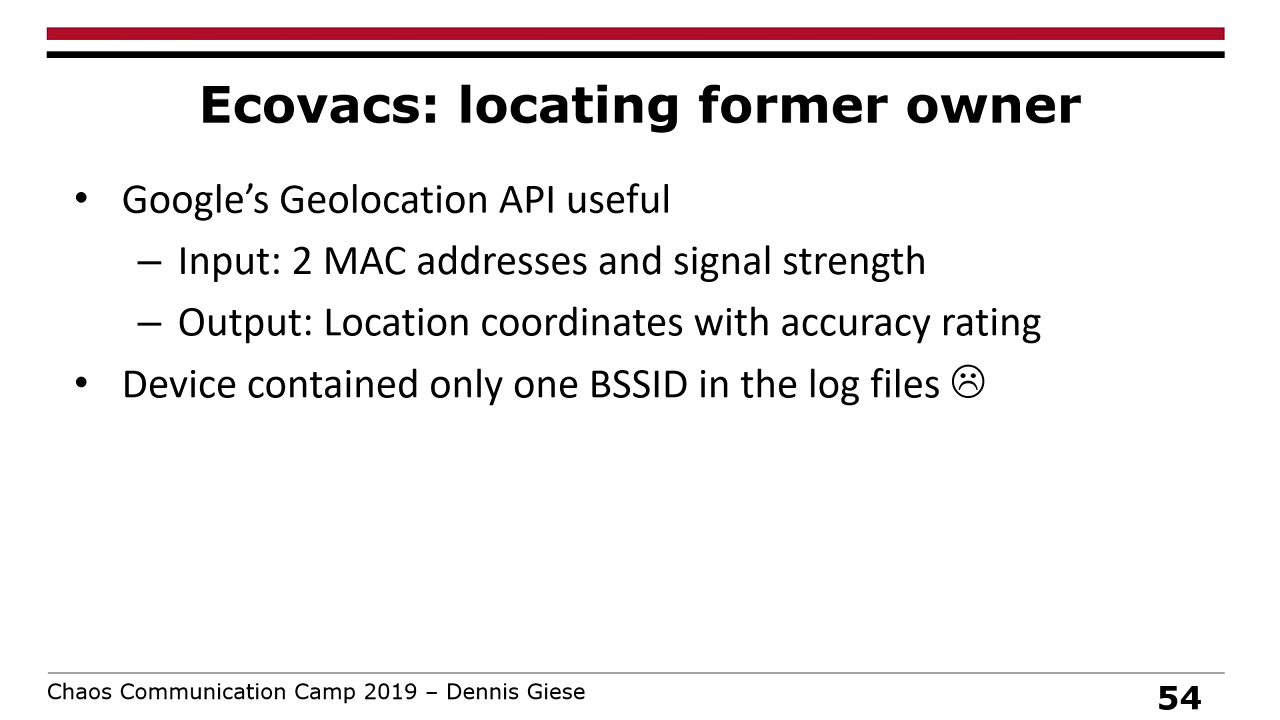 Ecovacs: locating former owner
• Google’s Geolocation API useful
– Input: 2 MAC addresses and signal strength
– Output: Location coordinates with accuracy rating
• Device contained only one BSSID in the log files ☹
Chaos Communication Camp 2019 – Dennis Giese
54